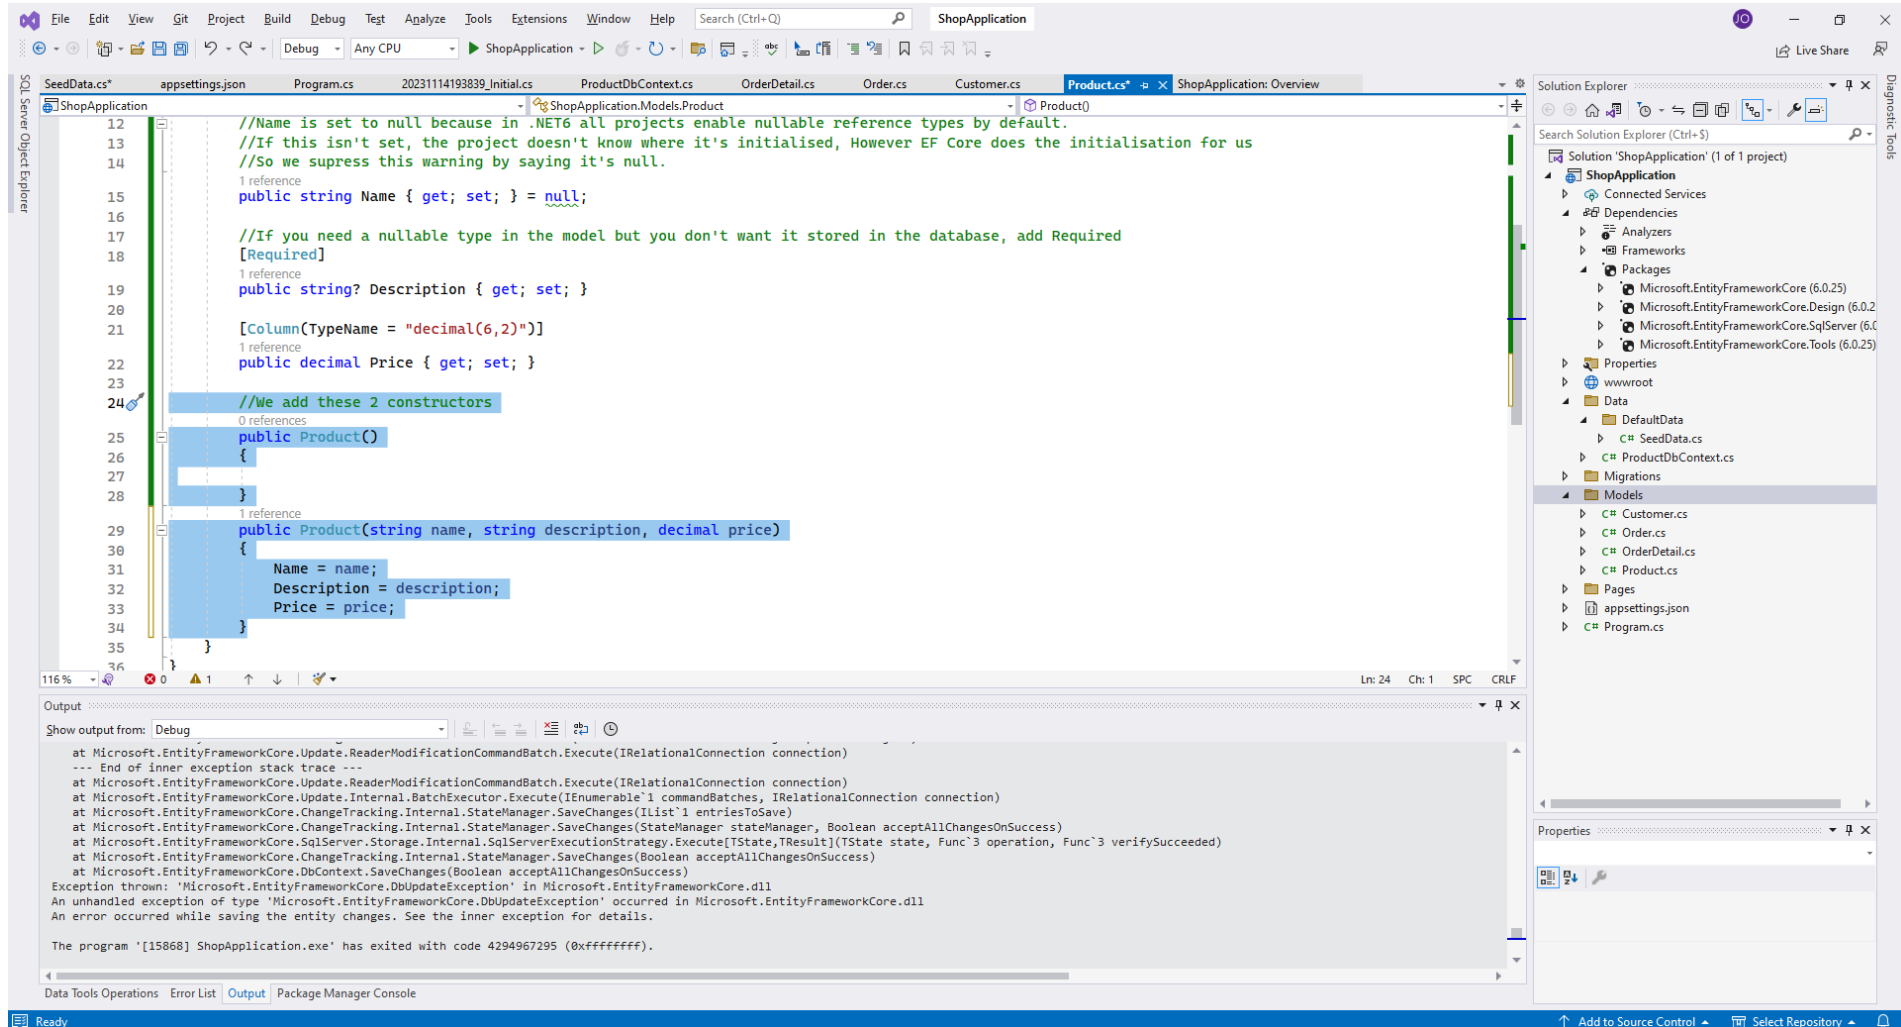 File Edit View Git Project Build Debug Test Analyze Tools Extensions Window Help Search (Ctrl+Q) ShopApplication JO
Debug Any CPU ShopApplication Live Share
SeedData.cs* appsettings.json Program.cs 20231114193839_Initial.cs ProductDbContext.cs OrderDetail.cs Order.cs Customer.cs Product.cs* ShopApplication: Overview
ShopApplication ShopApplication.Models.Product Product()
SQL Server Object Explorer
12 //Name is set to null because in .NET6 all projects enable nullable reference types by default.
13 //If this isn't set, the project doesn't know where it's initialised, However EF Core does the initialisation for us
14 //So we supress this warning by saying it's null.
1 reference
15 public string Name { get; set; } = null;
16
17 //If you need a nullable type in the model but you don't want it stored in the database, add Required
18 [Required]
1 reference
19 public string? Description { get; set; }
20
21 [Column(TypeName = "decimal(6,2)")]
1 reference
22 public decimal Price { get; set; }
23
24 //We add these 2 constructors
0 references
25 public Product()
26 {
27
28 }
1 reference
29 public Product(string name, string description, decimal price)
30 {
31 Name = name;
32 Description = description;
33 Price = price;
34 }
35 }
36 }
116 % 0 1 Ln: 24 Ch: 1 SPC CRLF
Output
Show output from: Debug
at Microsoft.EntityFrameworkCore.Update.ReaderModificationCommandBatch.Execute(IRelationalConnection connection)
--- End of inner exception stack trace ---
at Microsoft.EntityFrameworkCore.Update.ReaderModificationCommandBatch.Execute(IRelationalConnection connection)
at Microsoft.EntityFrameworkCore.Update.Internal.BatchExecutor.Execute(IEnumerable`1 commandBatches, IRelationalConnection connection)
at Microsoft.EntityFrameworkCore.ChangeTracking.Internal.StateManager.SaveChanges(IList`1 entriesToSave)
at Microsoft.EntityFrameworkCore.ChangeTracking.Internal.StateManager.SaveChanges(StateManager stateManager, Boolean acceptAllChangesOnSuccess)
at Microsoft.EntityFrameworkCore.SqlServer.Storage.Internal.SqlServerExecutionStrategy.Execute[TState,TResult](TState state, Func`3 operation, Func`3 verifySucceeded)
at Microsoft.EntityFrameworkCore.ChangeTracking.Internal.StateManager.SaveChanges(Boolean acceptAllChangesOnSuccess)
at Microsoft.EntityFrameworkCore.DbContext.SaveChanges(Boolean acceptAllChangesOnSuccess)
Exception thrown: 'Microsoft.EntityFrameworkCore.DbUpdateException' in Microsoft.EntityFrameworkCore.dll
An unhandled exception of type 'Microsoft.EntityFrameworkCore.DbUpdateException' occurred in Microsoft.EntityFrameworkCore.dll
An error occurred while saving the entity changes. See the inner exception for details.
The program '[15868] ShopApplication.exe' has exited with code 4294967295 (0xffffffff).
Data Tools Operations Error List Output Package Manager Console
Solution Explorer
Search Solution Explorer (Ctrl+$)
Solution 'ShopApplication' (1 of 1 project)
ShopApplication
Connected Services
Dependencies
Analyzers
Frameworks
Packages
Microsoft.EntityFrameworkCore (6.0.25)
Microsoft.EntityFrameworkCore.Design (6.0.2
Microsoft.EntityFrameworkCore.SqlServer (6.0
Microsoft.EntityFrameworkCore.Tools (6.0.25)
Properties
wwwroot
Data
DefaultData
C# SeedData.cs
C# ProductDbContext.cs
Migrations
Models
C# Customer.cs
C# Order.cs
C# OrderDetail.cs
C# Product.cs
Pages
appsettings.json
C# Program.cs
Properties
Diagnostic Tools
Ready Add to Source Control Select Repository